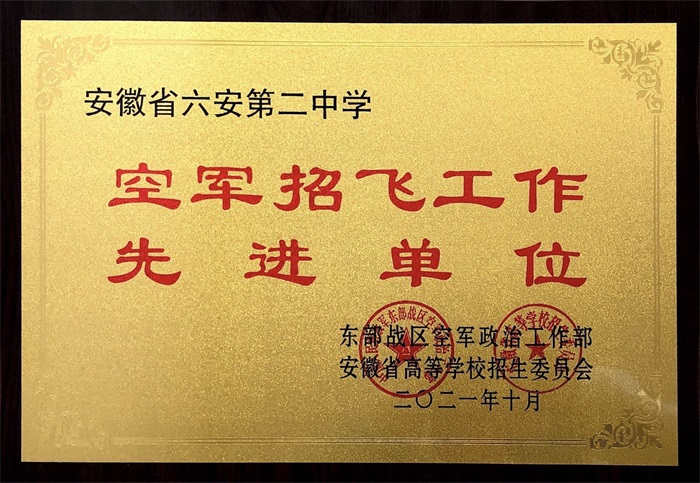 安徽省六安第二中学
空军招飞工作
先进单位
东部战区空军政治工作部
安徽省高等学校招生委员会
二〇二一年十月